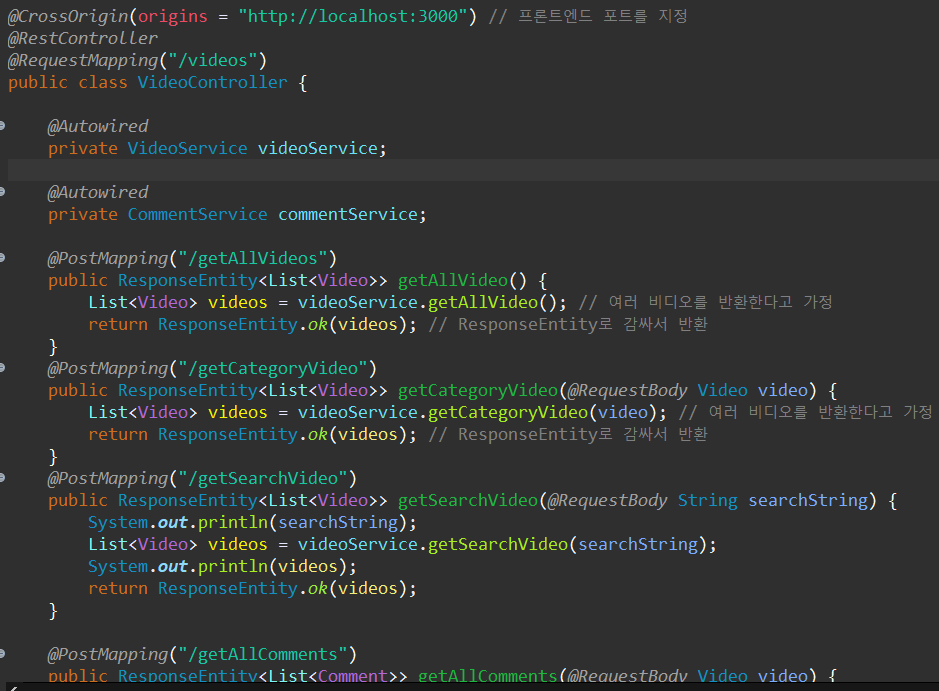 @CrossOrigin(origins = "http://localhost:3000") // 프론트엔드 포트를 지정
@RestController
@RequestMapping("/videos")
public class VideoController {
@Autowired
private VideoService videoService;
@Autowired
private CommentService commentService;
@PostMapping("/getAllVideos")
public ResponseEntity<List<Video>> getAllVideo() {
List<Video> videos = videoService.getAllVideo(); // 여러 비디오를 반환한다고 가정
return ResponseEntity.ok(videos); // ResponseEntity로 감싸서 반환
}
@PostMapping("/getCategoryVideo")
public ResponseEntity<List<Video>> getCategoryVideo(@RequestBody Video video) {
List<Video> videos = videoService.getCategoryVideo(video); // 여러 비디오를 반환한다고 가정
return ResponseEntity.ok(videos); // ResponseEntity로 감싸서 반환
}
@PostMapping("/getSearchVideo")
public ResponseEntity<List<Video>> getSearchVideo(@RequestBody String searchString) {
System.out.println(searchString);
List<Video> videos = videoService.getSearchVideo(searchString);
System.out.println(videos);
return ResponseEntity.ok(videos);
}
@PostMapping("/getAllComments")
public ResponseEntity<List<Comment>> getAllComments(@RequestBody Video video) {